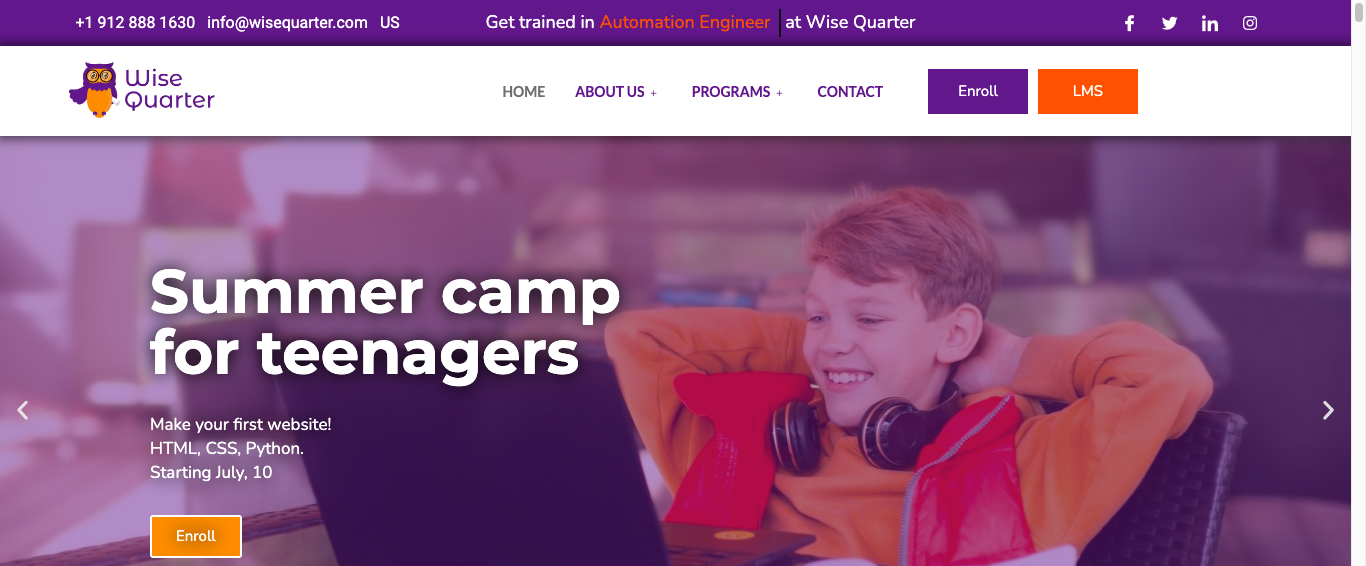 +1 912 888 1630 info@wisequarter.com US
Get trained in Automation Engineer at Wise Quarter
Wise
Quarter
HOME ABOUT US + PROGRAMS + CONTACT
Enroll LMS
Summer camp
for teenagers
Make your first website!
HTML, CSS, Python.
Starting July, 10
Enroll